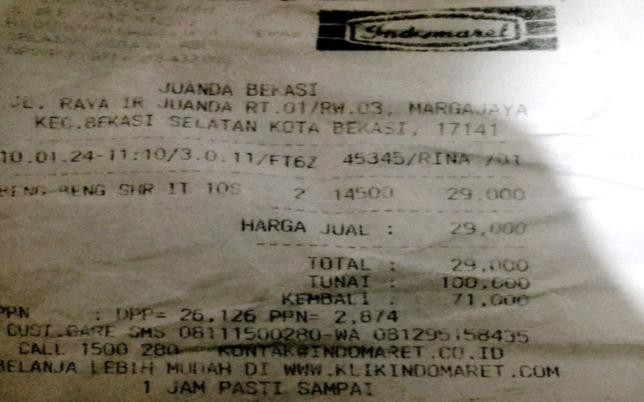 Indomaret
JUANDA BEKASI
JL. RAYA IR JUANDA RT.01/RW.03, MARGAJAYA
KEC.BEKASI SELATAN KOTA BEKASI, 17141
10.01.24-11:10/3.0.11/FT6Z 45345/RINA /01
BENG BENG SHR IT 10S 2 14500 29,000
HARGA JUAL : 29,000
TOTAL : 29,000
TUNAI : 100,000
KEMBALI : 71,000
PPN : DPP= 26,126 PPN= 2,874
CUST.CARE SMS 08111500280-WA 081295158435
CALL 1500 280 KONTAK@INDOMARET.CO.ID
BELANJA LEBIH MUDAH DI WWW.KLIKINDOMARET.COM
1 JAM PASTI SAMPAI